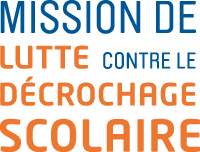 MISSION DE
LUTTE CONTRE LE
DÉCROCHAGE
SCOLAIRE